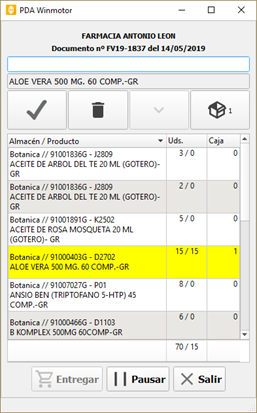 PDA Winmotor
FARMACIA ANTONIO LEON
Documento nº FV19-1837 del 14/05/2019
ALOE VERA 500 MG. 60 COMP.-GR
1
Almacén / Producto Uds. Caja
Botanica // 91001836G - J2809 3 / 0 0
ACEITE DE ARBOL DEL TE 20 ML (GOTERO)-
GR
Botanica // 91001836G - J2809 2 / 0 0
ACEITE DE ARBOL DEL TE 20 ML (GOTERO)-
GR
Botanica // 91001891G - K2502 5 / 0 0
ACEITE DE ROSA MOSQUETA 20 ML
(GOTERO)- GR
Botanica // 91000403G - D2702 15 / 15 1
ALOE VERA 500 MG. 60 COMP.-GR
Botanica // 91007027G - P01 8 / 0 0
ANSIO BEN (TRIPTOFANO 5-HTP) 45
COMP.-GR
Botanica // 91000466G - D1103 6 / 0 0
B KOMPLEX 500MG 60 COMP-GR
70 / 15
Entregar Pausar Salir